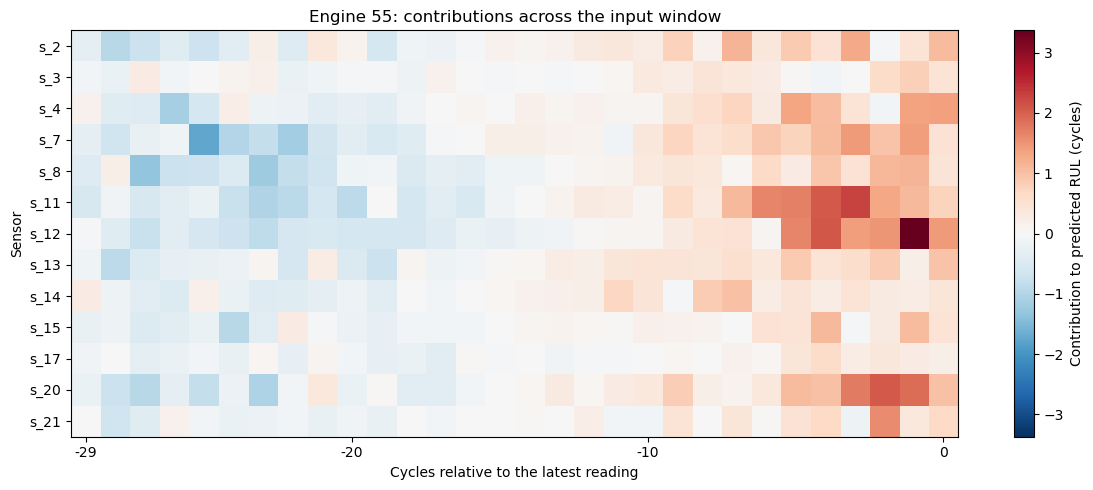 Engine 55: contributions across the input window
Sensor
s_2
s_3
s_4
s_7
s_8
s_11
s_12
s_13
s_14
s_15
s_17
s_20
s_21
-29
-20
-10
0
Cycles relative to the latest reading
3
2
1
0
−1
−2
−3
Contribution to predicted RUL (cycles)